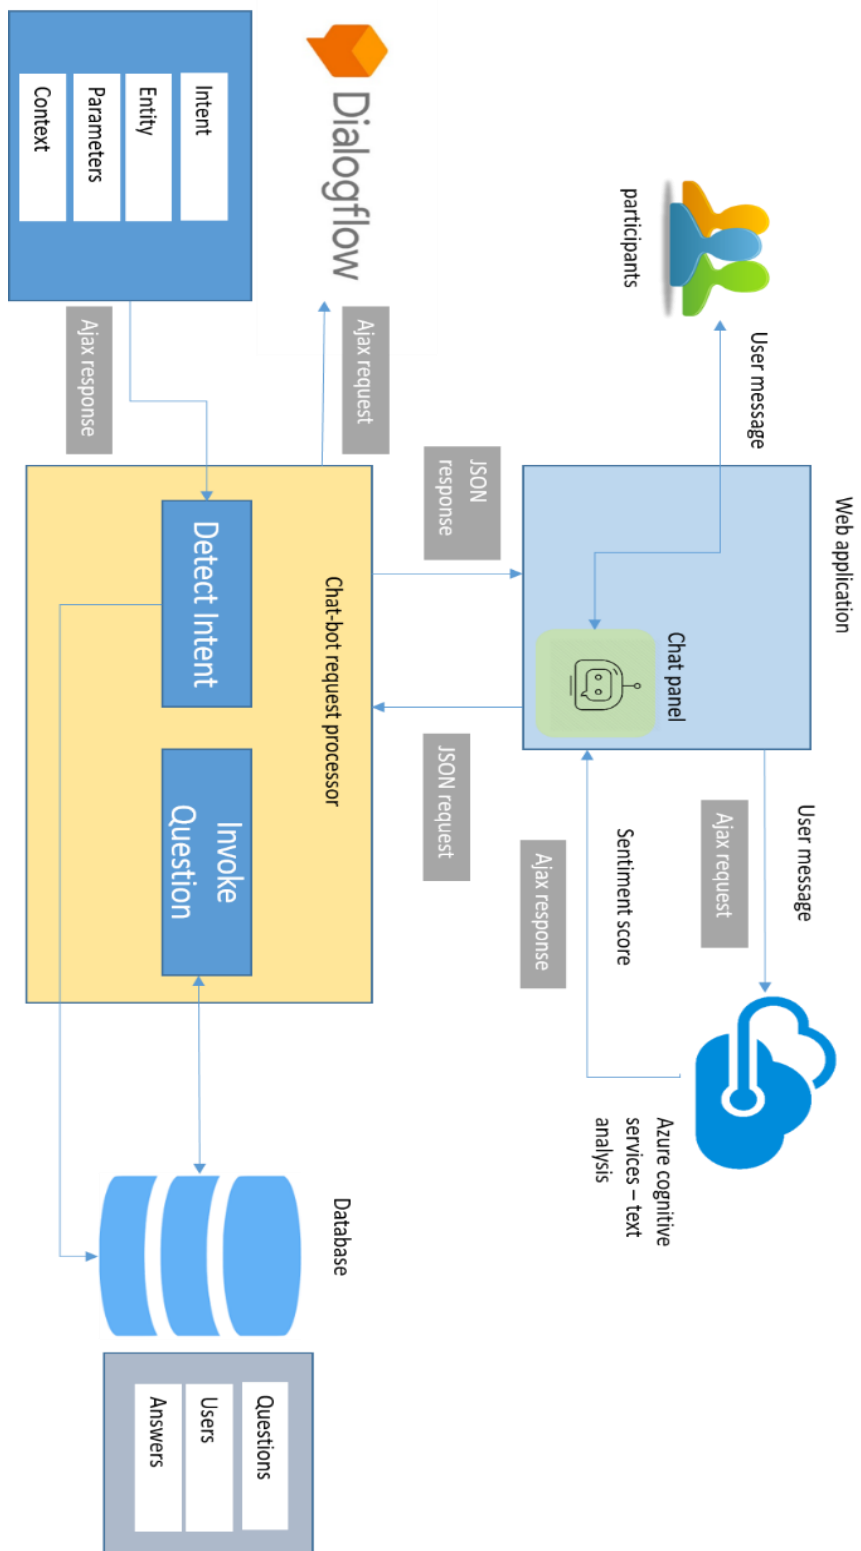 Web application
participants
User message
Chat panel
User message
Ajax request
Sentiment score
Ajax response
Azure cognitive
services – text
analysis
JSON
response
JSON request
Dialogflow
Ajax request
Chat-bot request processor
Detect Intent
Invoke
Question
Database
Intent
Entity
Parameters
Context
Ajax response
Questions
Users
Answers